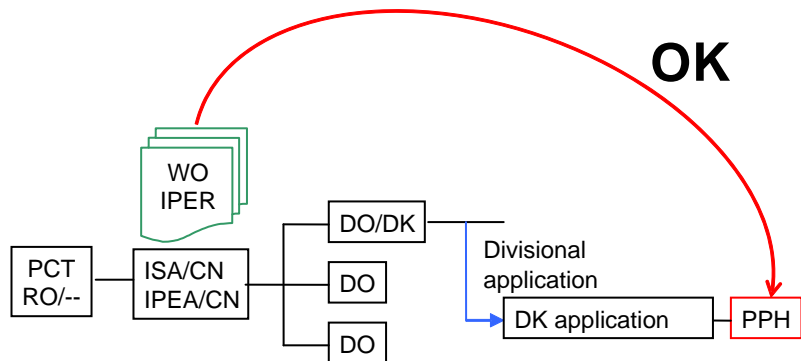 OK
WO
IPER
PCT
RO/--
ISA/CN
IPEA/CN
DO/DK
DO
DO
Divisional
application
DK application
PPH